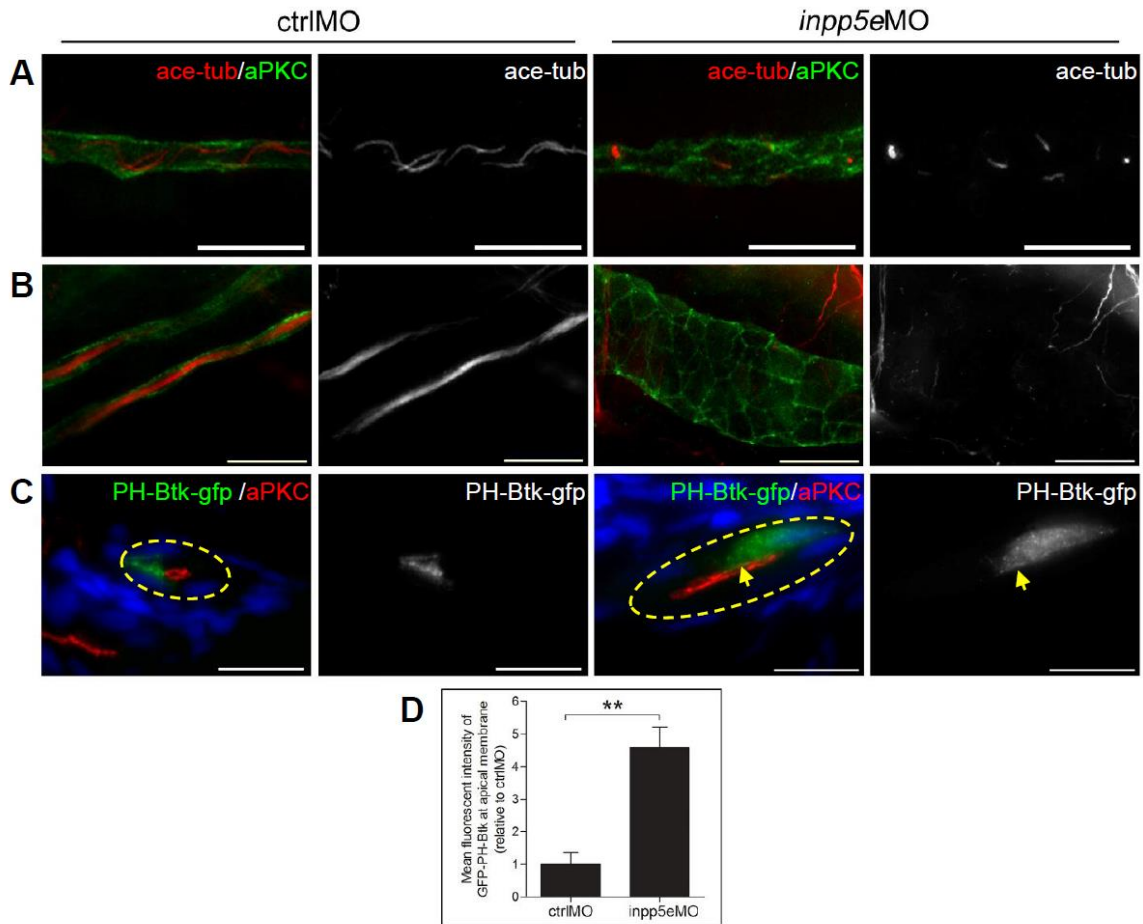 ctrlMO inpp5eMO
A ace-tub/aPKC ace-tub ace-tub/aPKC ace-tub
B
C PH-Btk-gfp /aPKC PH-Btk-gfp PH-Btk-gfp/aPKC PH-Btk-gfp
D
**
Mean fluorescent intensity of
GFP-PH-Btk at apical membrane
(relative to ctrlMO)
6
5
4
3
2
1
0
ctrlMO inpp5eMO